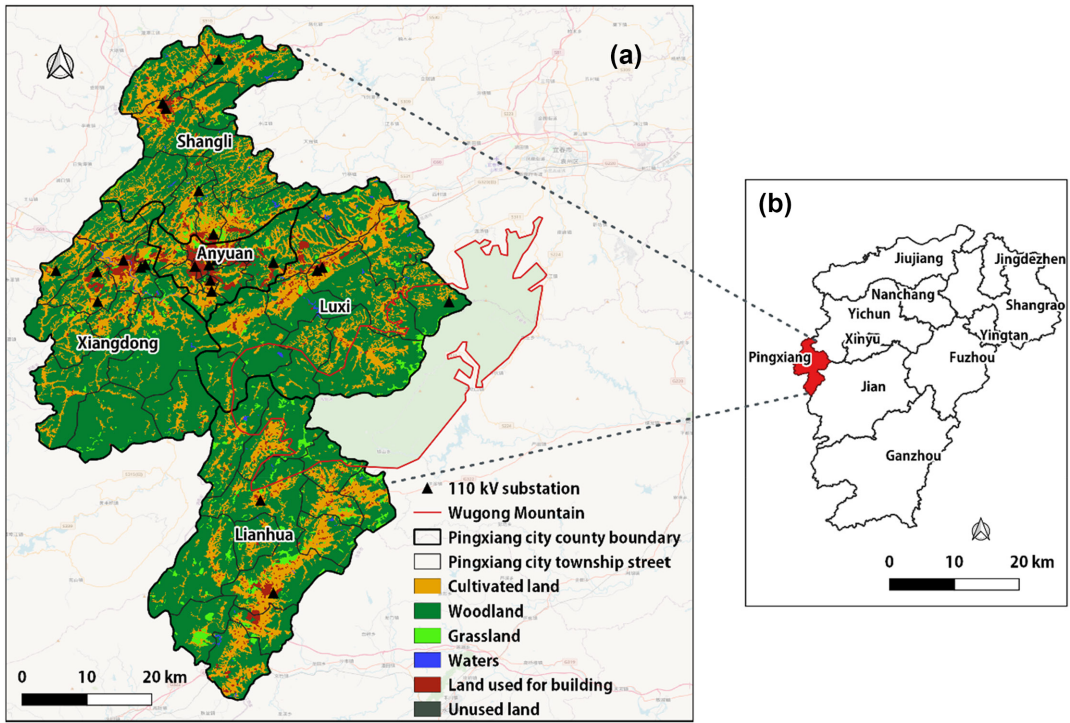 (a)
Shangli
Anyuan
Luxi
Xiangdong
Lianhua
110 kV substation
Wugong Mountain
Pingxiang city county boundary
Pingxiang city township street
Cultivated land
Woodland
Grassland
Waters
Land used for building
Unused land
0 10 20 km
(b)
Jiujiang
Jingdezhen
Nanchang
Shangrao
Yichun
Xinyu
Yingtan
Pingxiang
Fuzhou
Jian
Ganzhou
0 10 20 km